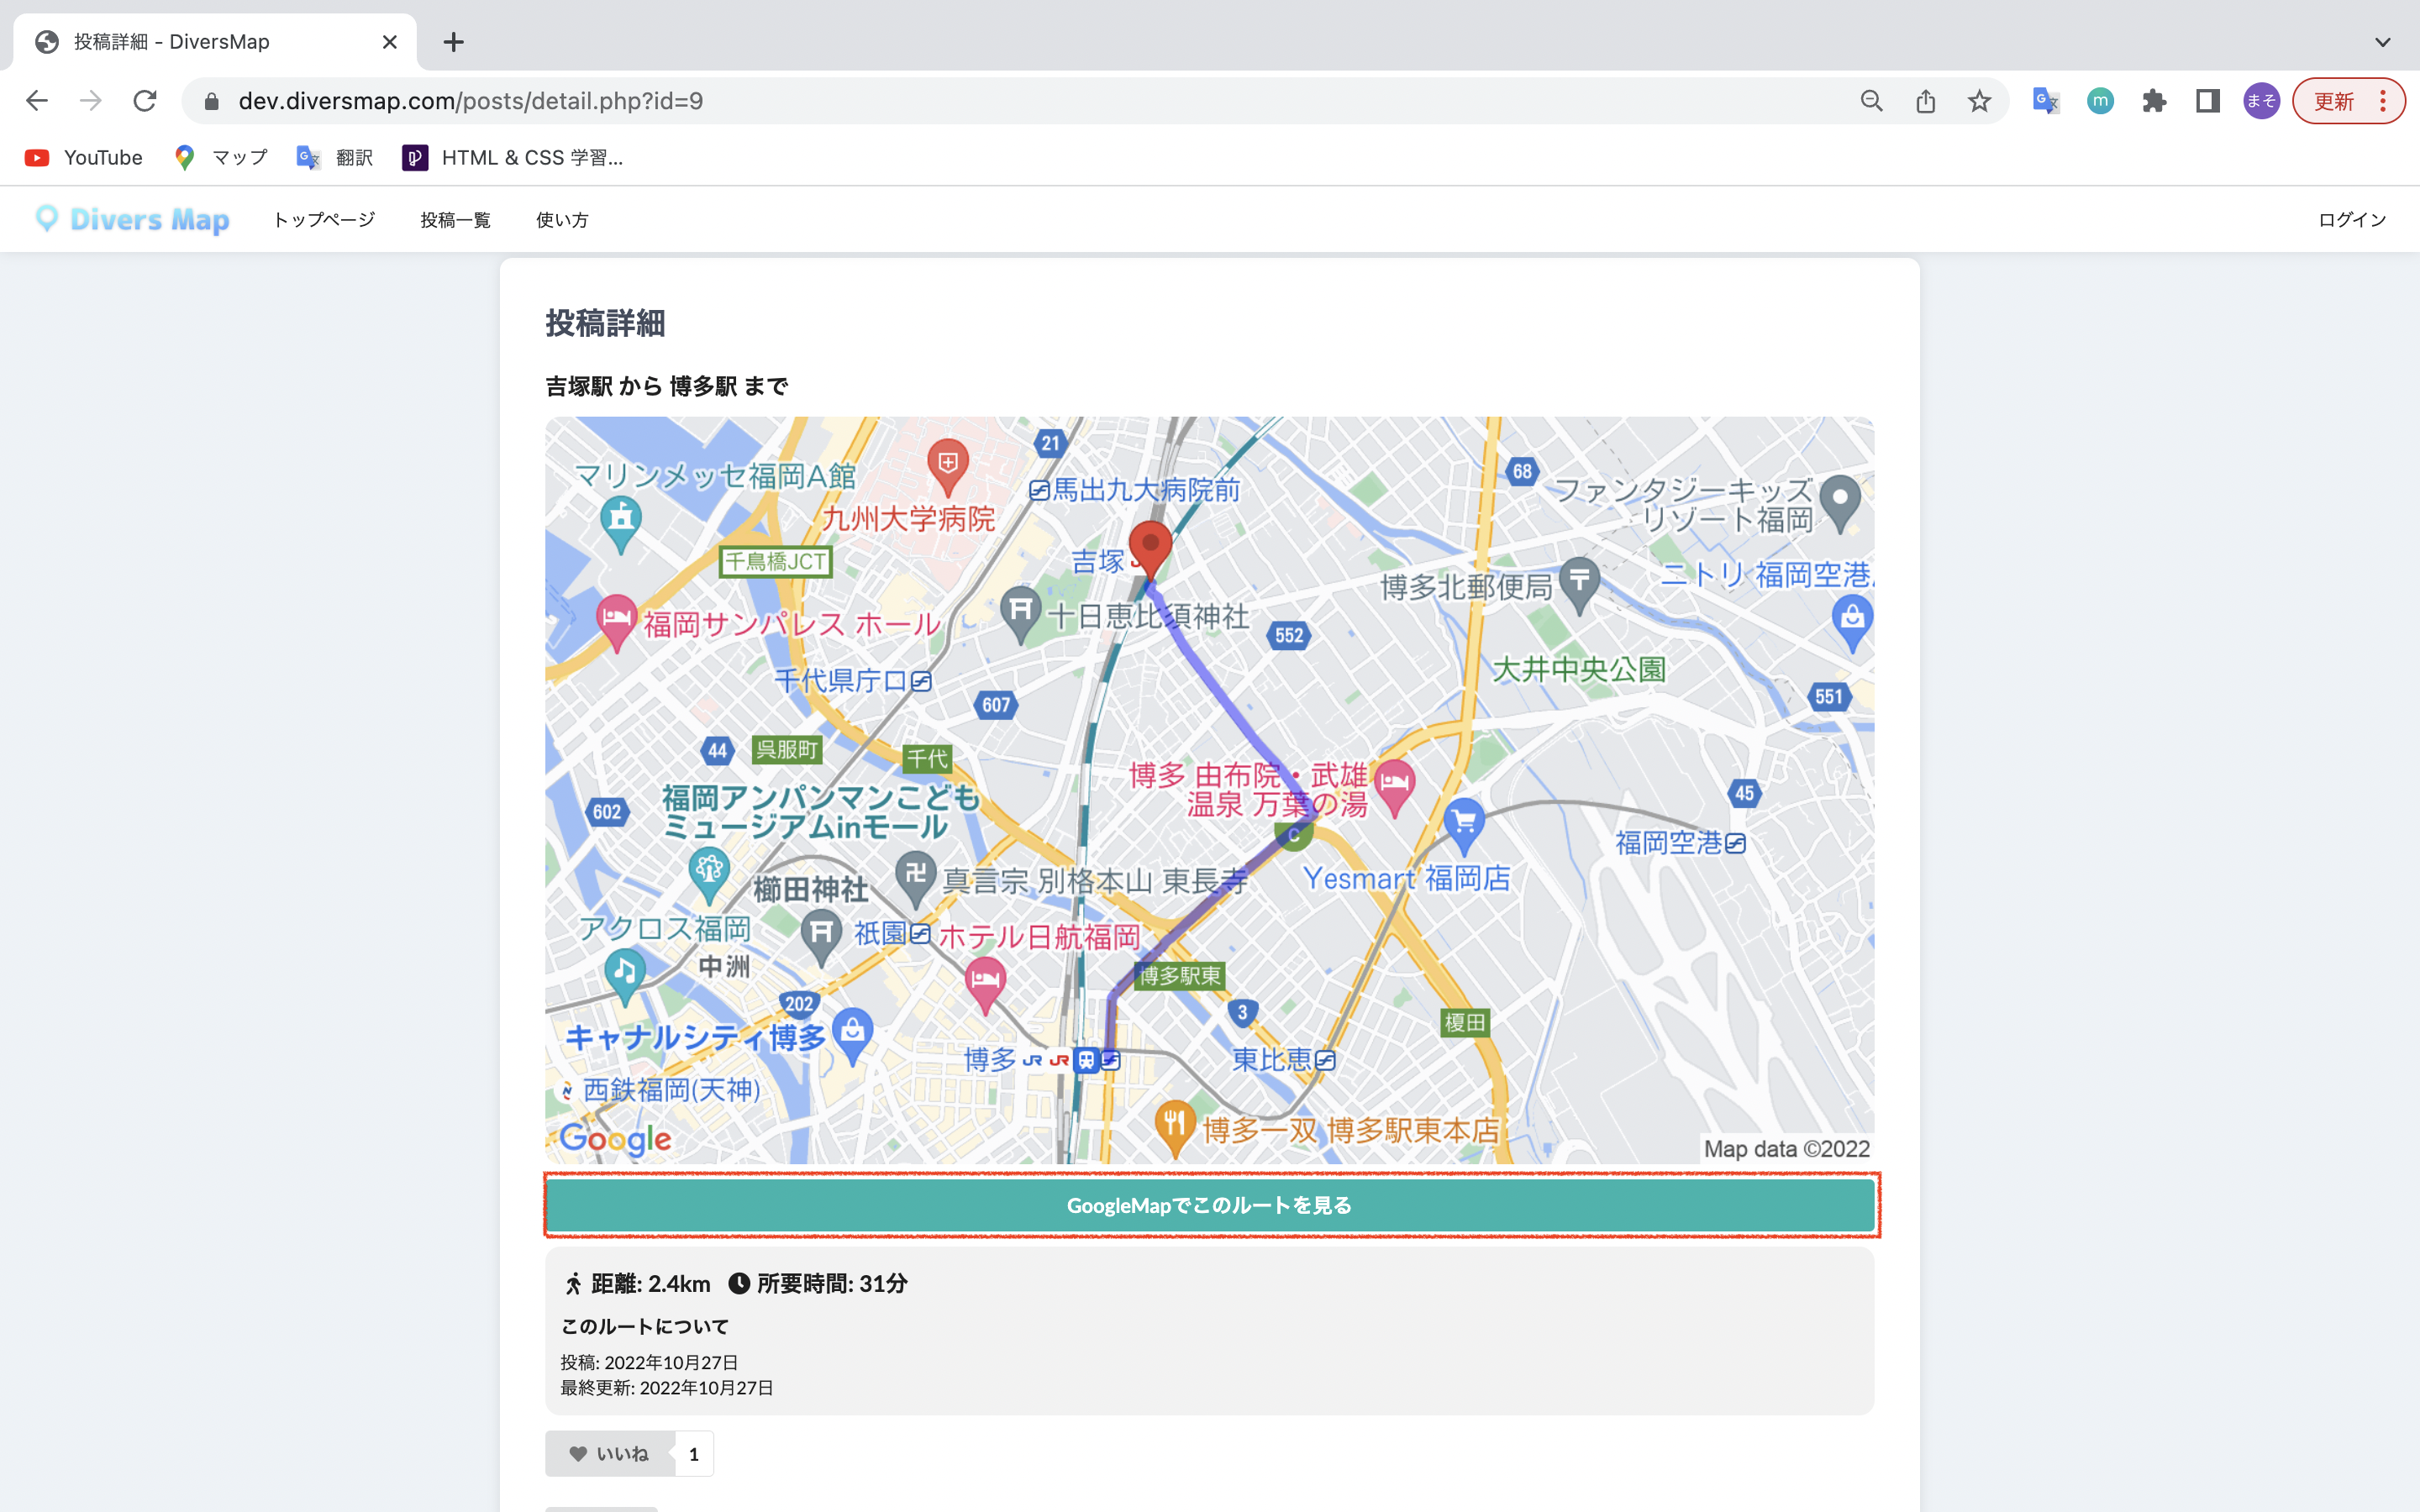 投稿詳細 - DiversMap
dev.diversmap.com/posts/detail.php?id=9
m
まそ
更新
YouTube
マップ
翻訳
HTML & CSS 学習...
Divers Map
トップページ
投稿一覧
使い方
ログイン
投稿詳細
吉塚駅 から 博多駅 まで
マリンメッセ福岡A館
九州大学病院
21
馬出九大病院前
68
ファンタジーキッズ
リゾート福岡
千鳥橋JCT
吉塚
博多北郵便局
ニトリ 福岡空港
福岡サンパレス ホール
十日恵比須神社
552
千代県庁口
607
大井中央公園
551
44
呉服町
千代
博多 由布院・武雄
温泉 万葉の湯
45
602
福岡アンパンマンこども
ミュージアムinモール
C
福岡空港
櫛田神社
真言宗 別格本山 東長寺
Yesmart 福岡店
アクロス福岡
祇園
ホテル日航福岡
中洲
博多駅東
202
3
榎田
キャナルシティ博多
博多 JR JR
東比恵
西鉄福岡(天神)
博多一双 博多駅東本店
Google
Map data ©2022
GoogleMapでこのルートを見る
距離: 2.4km 所要時間: 31分
このルートについて
投稿: 2022年10月27日
最終更新: 2022年10月27日
いいね 1